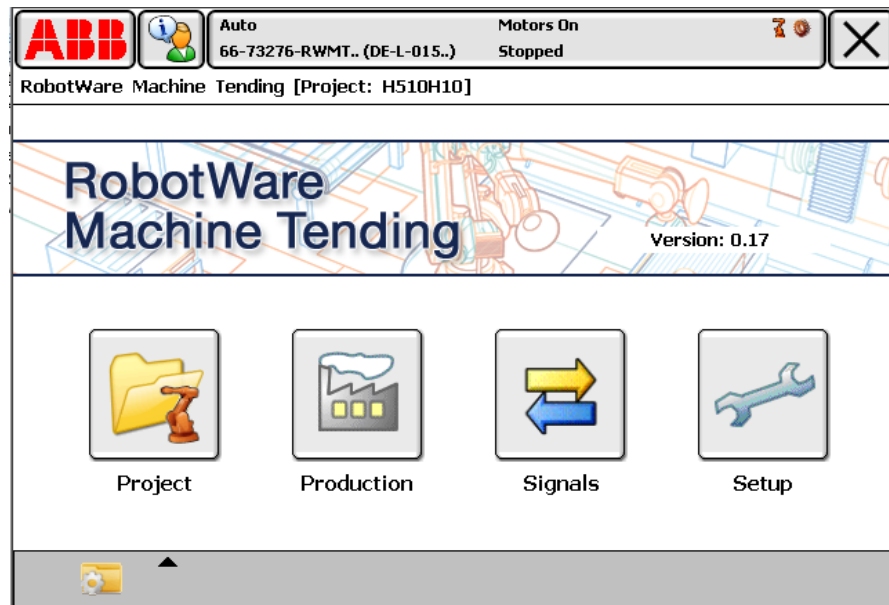 ABB
Auto Motors On
66-73276-RWMT.. (DE-L-015..) Stopped
RobotWare Machine Tending [Project: H510H10]
RobotWare
Machine Tending
Version: 0.17
Project Production Signals Setup